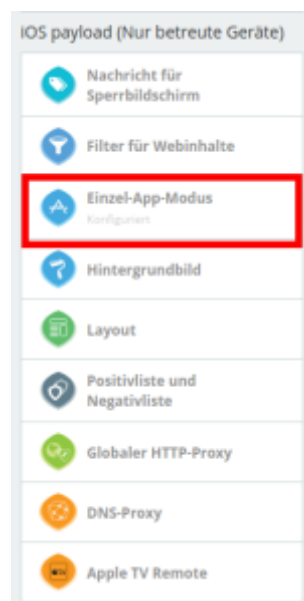 IOS payload (Nur betreute Geräte)
Nachricht für
Sperrbildschirm
Filter für Webinhalte
Einzel-App-Modus
Konfiguriert
Hintergrundbild
Layout
Positivliste und
Negativliste
Globaler HTTP-Proxy
DNS-Proxy
Apple TV Remote